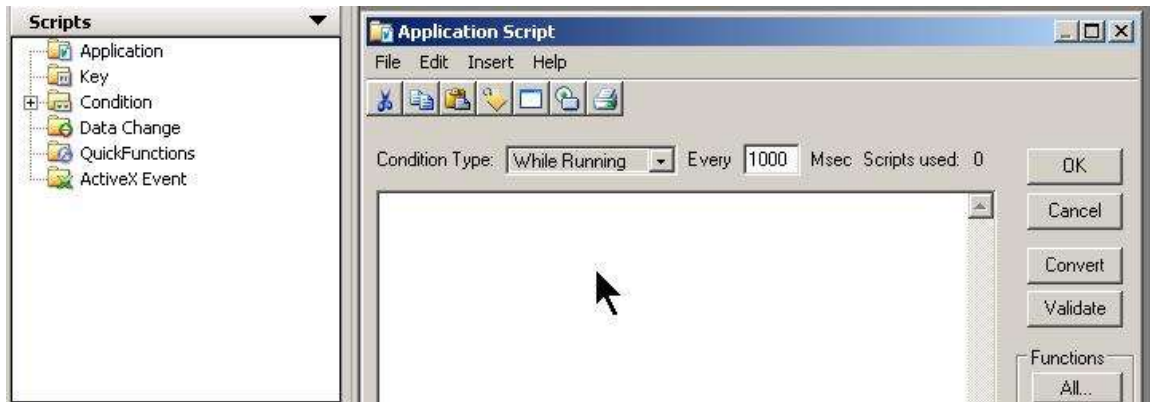 Scripts
Application
Key
Condition
Data Change
QuickFunctions
ActiveX Event
Application Script
File Edit Insert Help
Condition Type: While Running Every 1000 Msec Scripts used: 0
OK
Cancel
Convert
Validate
Functions
All...